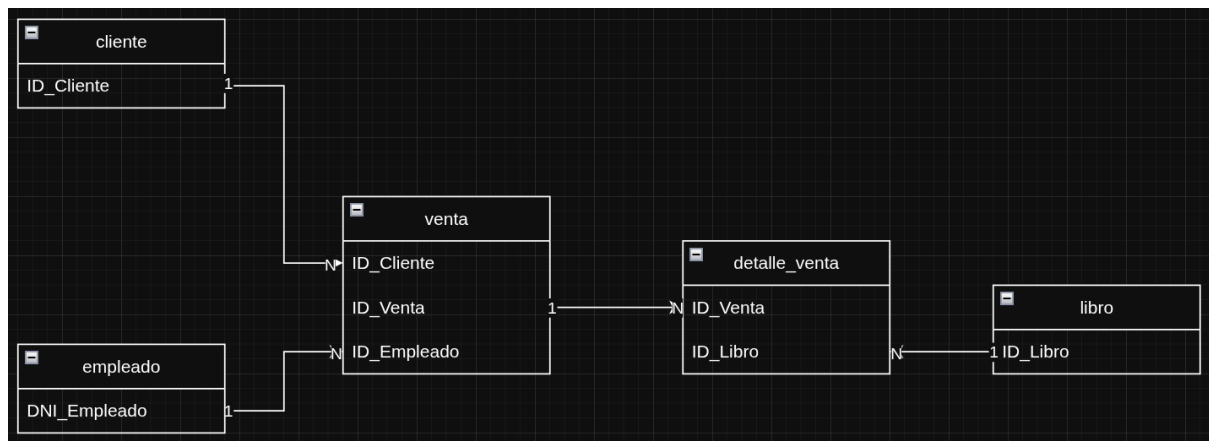 cliente
ID_Cliente
1
venta
N
ID_Cliente
ID_Venta
1
N
ID_Empleado
detalle_venta
N
ID_Venta
ID_Libro
N
libro
1
ID_Libro
empleado
DNI_Empleado
1